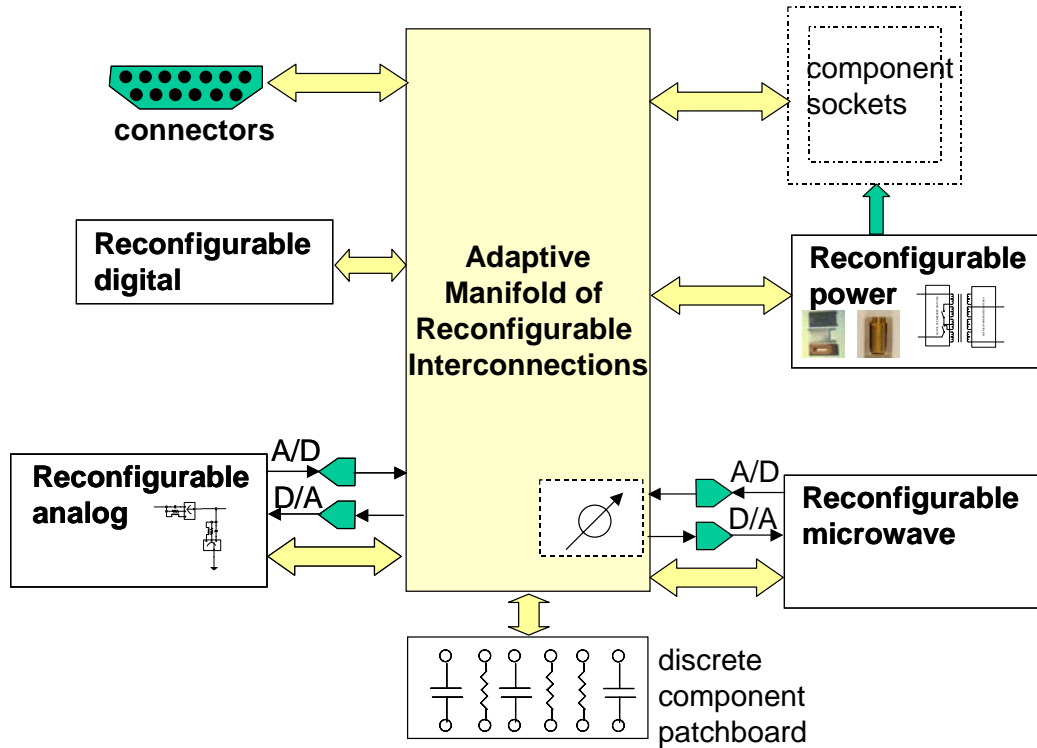 connectors
component
sockets
Reconfigurable
digital
Adaptive
Manifold of
Reconfigurable
Interconnections
Reconfigurable
power
A/D
Reconfigurable
analog
D/A
A/D
Reconfigurable
microwave
D/A
discrete
component
patchboard